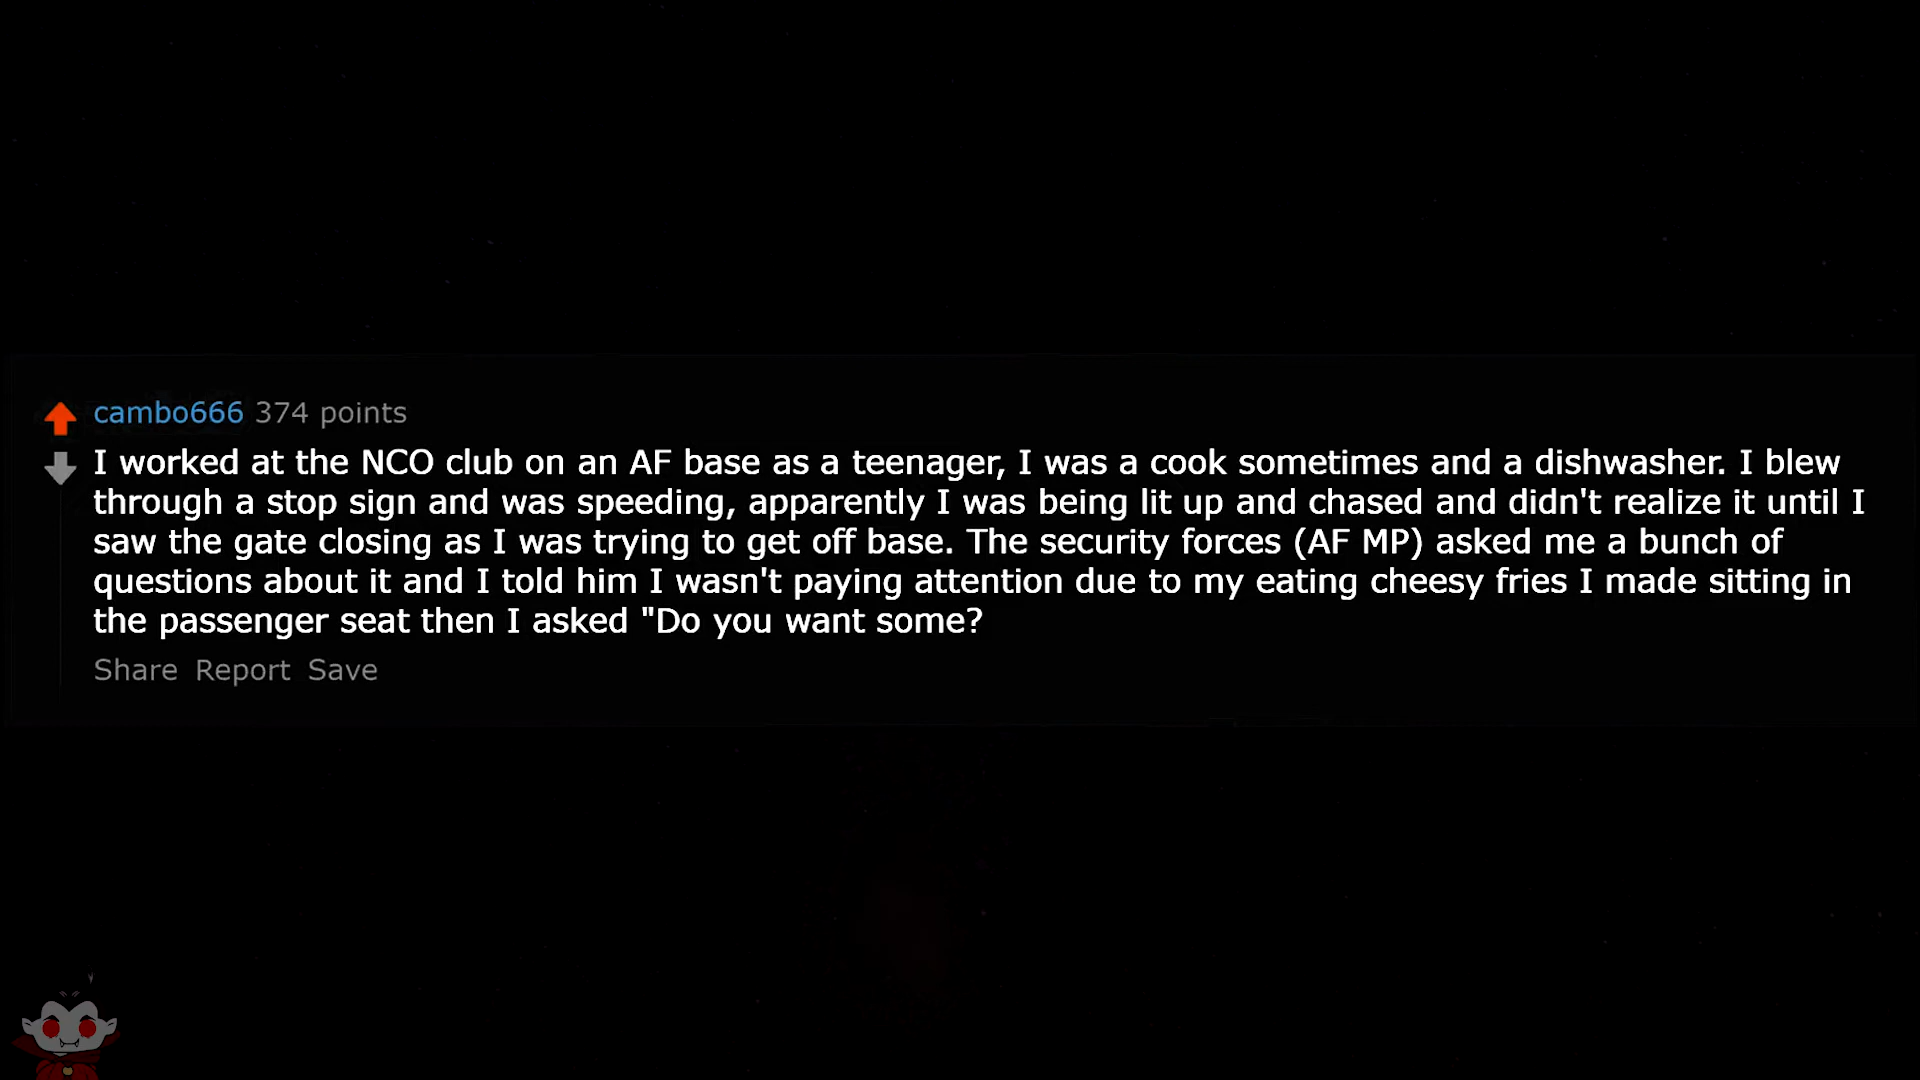 cambo666 374 points
I worked at the NCO club on an AF base as a teenager, I was a cook sometimes and a dishwasher. I blew
through a stop sign and was speeding, apparently I was being lit up and chased and didn't realize it until I
saw the gate closing as I was trying to get off base. The security forces (AF MP) asked me a bunch of
questions about it and I told him I wasn't paying attention due to my eating cheesy fries I made sitting in
the passenger seat then I asked "Do you want some?
Share Report Save